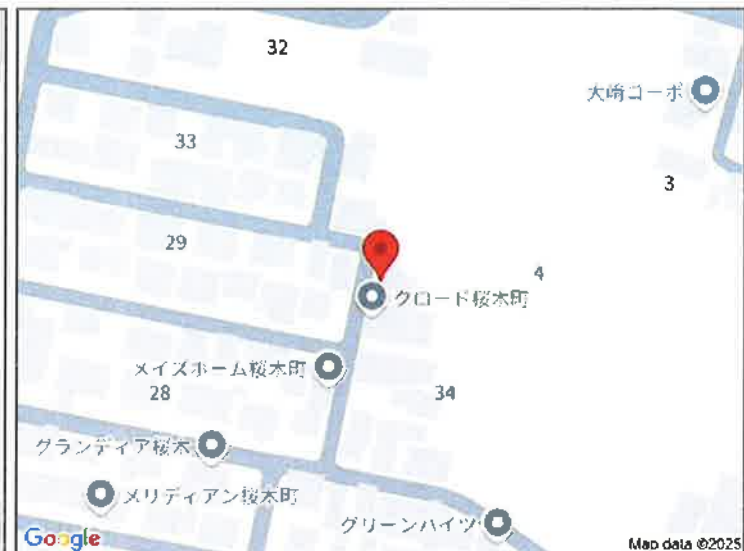 32
大崎コーポ
33
3
29
4
クロード桜木町
メイズホーム桜木町
28
34
グランディア桜木
メリディアン桜木町
グリーンハイツ
Google
Map data ©2025